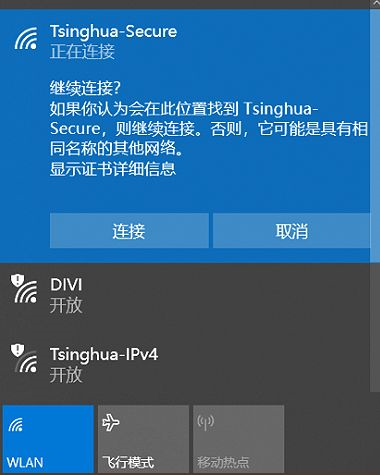 Tsinghua-Secure
正在连接
继续连接?
如果你认为会在此位置找到 Tsinghua-
Secure，则继续连接。否则，它可能是具有相
同名称的其他网络。
显示证书详细信息
连接
取消
DIVI
开放
Tsinghua-IPv4
开放
WLAN
飞行模式
移动热点